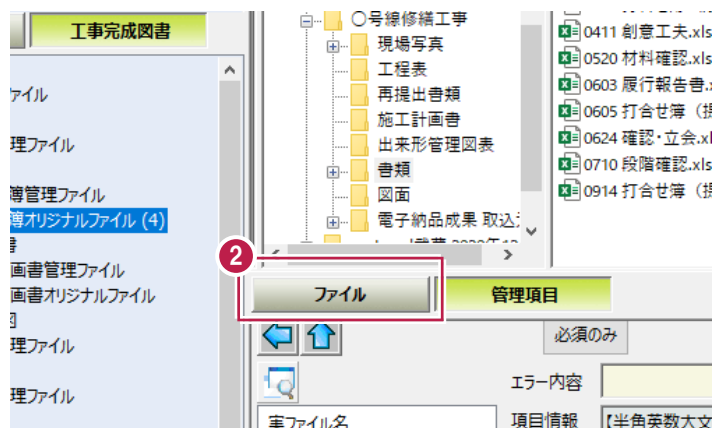 工事完成図書
ァイル
理ファイル
簿管理ファイル
簿オリジナルファイル (4)
書
画書管理ファイル
画書オリジナルファイル
図
理ファイル
理ファイル
〇号線修繕工事
現場写真
工程表
再提出書類
施工計画書
出来形管理図表
書類
図面
電子納品成果 取込
0411 創意工夫.xls
0520 材料確認.xls
0603 履行報告書.
0605 打合せ簿（提
0624 確認・立会.xl
0710 段階確認.xls
0914 打合せ簿（提
2
ファイル
管理項目
必須のみ
エラー内容
実ファイル名
項目情報
【半角英数大文